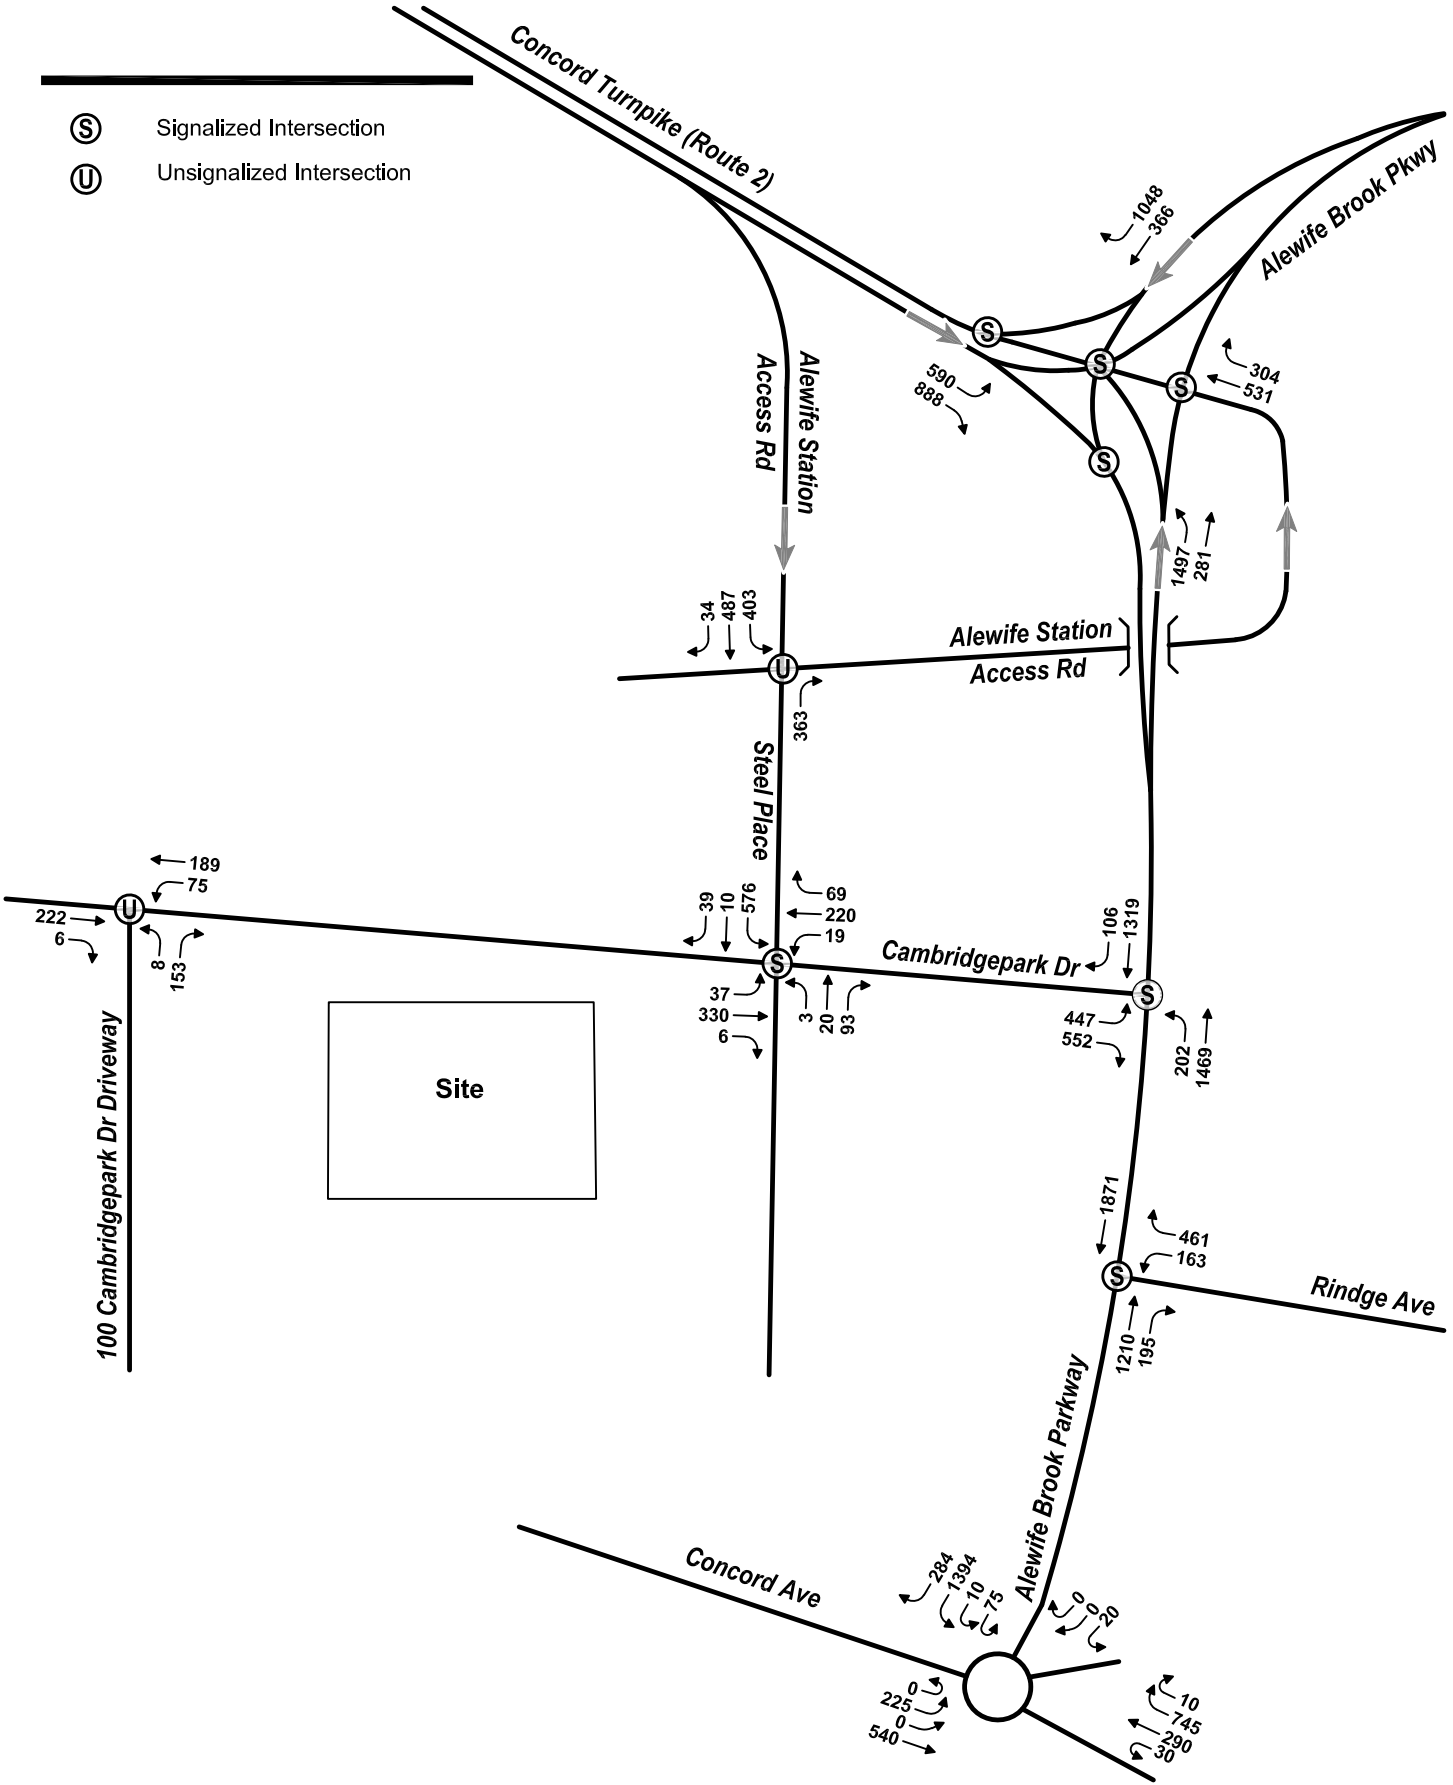 Concord Turnpike (Route 2)
S
Signalized Intersection
U
Unsignalized Intersection
Alewife Brook Pkwy
1048
366
S
S
S
S
590
888
304
531
Alewife Station
Access Rd
1497
281
34
487
403
U
363
Alewife Station
Access Rd
Steel Place
189
75
222
6
U
8
153
39
10
576
69
220
19
S
37
330
6
3
20
93
Cambridgepark Dr
106
1319
S
447
552
202
1469
Site
100 Cambridgepark Dr Driveway
1871
461
163
S
Rindge Ave
1210
195
Alewife Brook Parkway
Concord Ave
284
1394
10
75
0
0
20
0
225
0
540
10
745
290
30